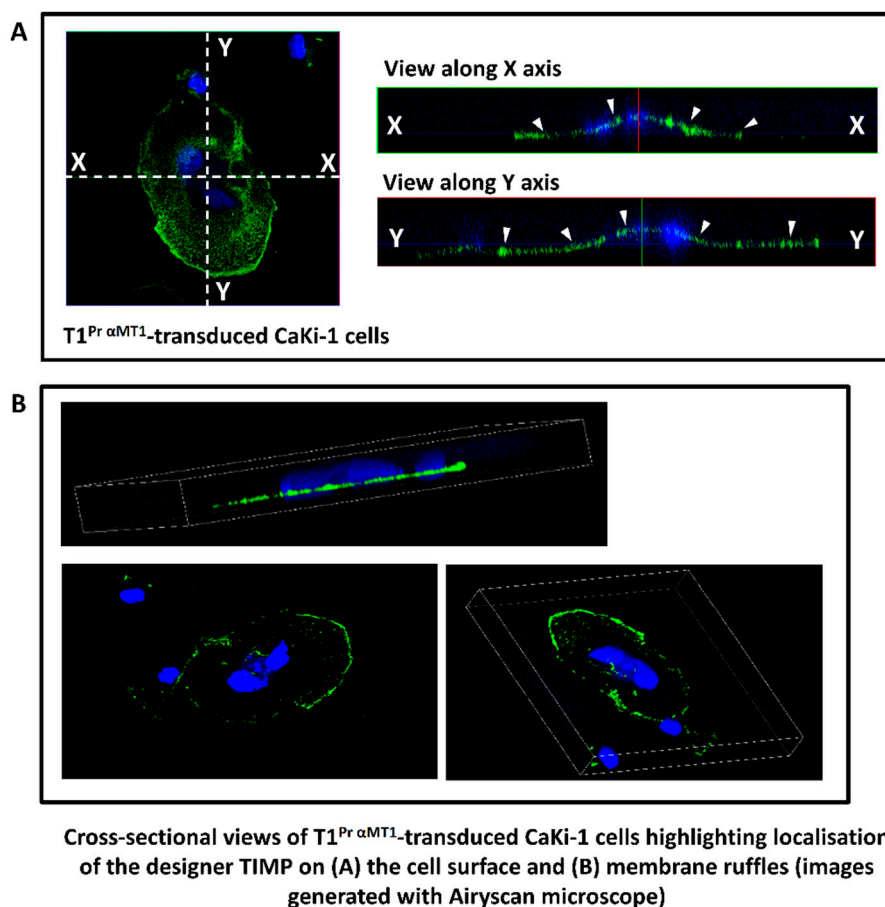 A
Y
X
X
Y
View along X axis
X
X
View along Y axis
Y
Y
T1Pr αMT1-transduced CaKi-1 cells
B
Cross-sectional views of T1Pr αMT1-transduced CaKi-1 cells highlighting localisation
of the designer TIMP on (A) the cell surface and (B) membrane ruffles (images
generated with Airyscan microscope)